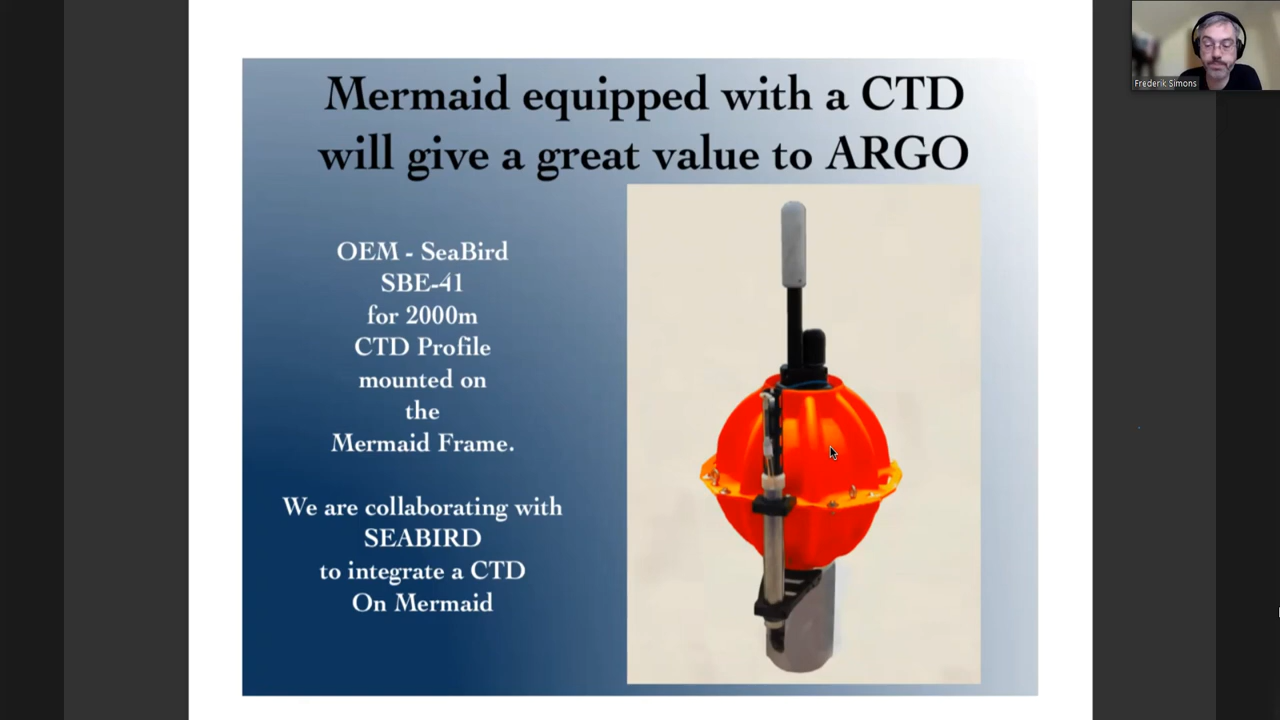 Mermaid equipped with a CTD
will give a great value to ARGO
OEM - SeaBird
SBE-41
for 2000m
CTD Profile
mounted on
the
Mermaid Frame.
We are collaborating with
SEABIRD
to integrate a CTD
On Mermaid
Frederik Simons